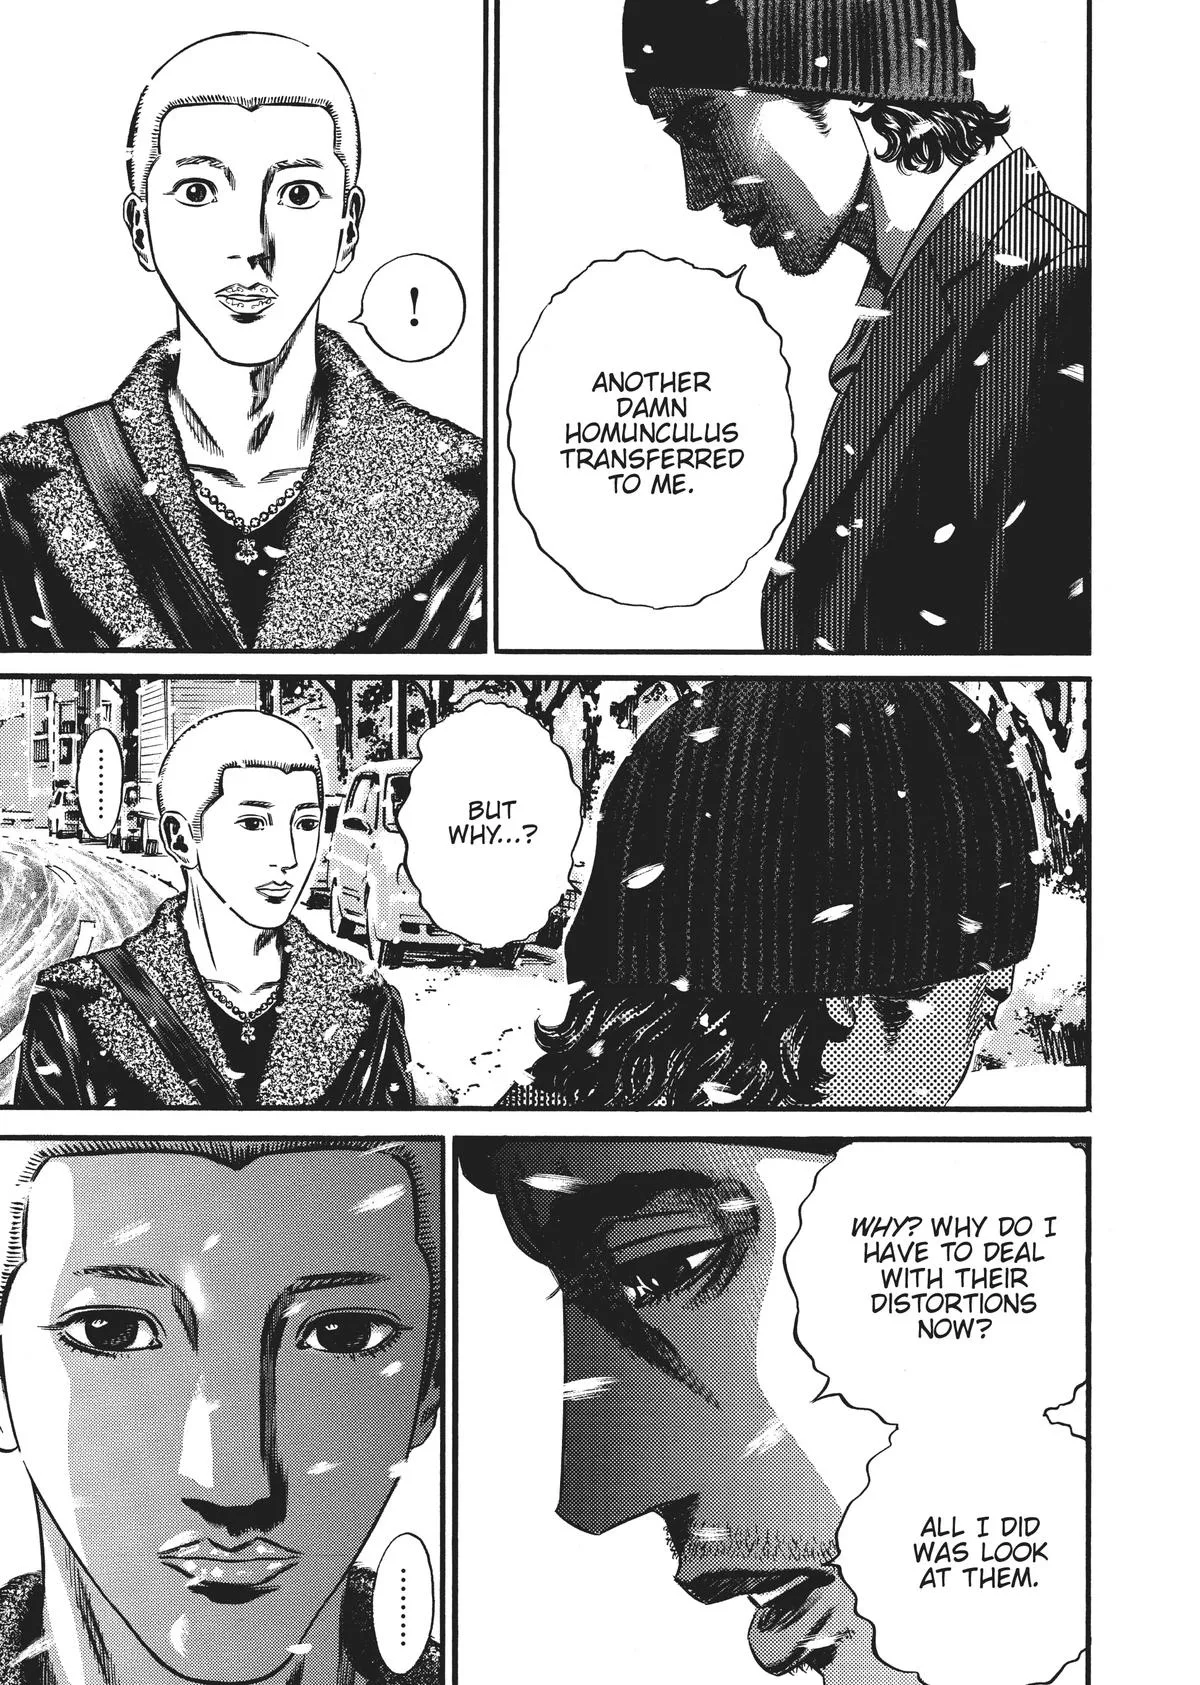 ANOTHER
DAMN
HOMUNCULUS
TRANSFERRED
TO ME.
!
BUT
WHY...?
.........
WHY? WHY DO I
HAVE TO DEAL
WITH THEIR
DISTORTIONS
NOW?
ALL I DID
WAS LOOK
AT THEM.
.........